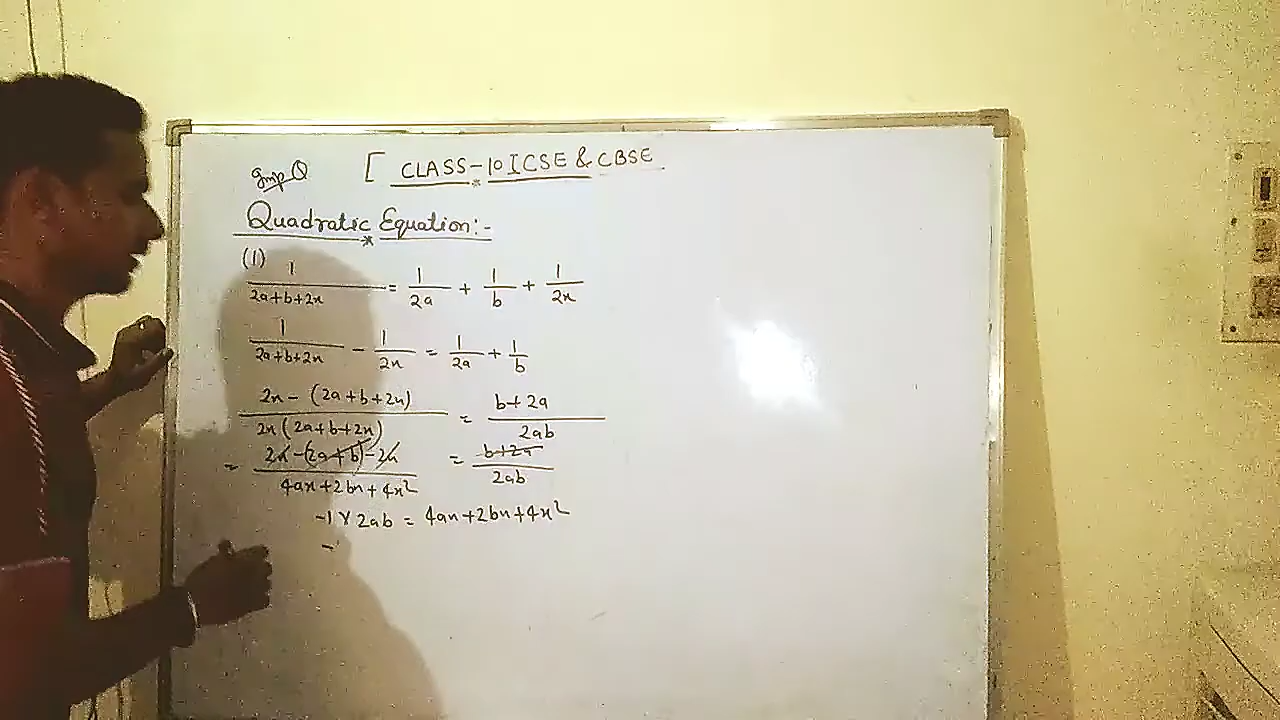 Imp Q [ CLASS-10 ICSE & CBSE
Quadratic Equation:-
(1)
1/(2a+b+2x) = 1/2a + 1/b + 1/2x
1/(2a+b+2x) - 1/2x = 1/2a + 1/b
(2x - (2a+b+2x))/(2x(2a+b+2x)) = (b+2a)/2ab
= (2x-(2a+b)-2x)/(4ax+2bx+4x²) = (b+2a)/2ab
-1 × 2ab = 4ax+2bx+4x²
-